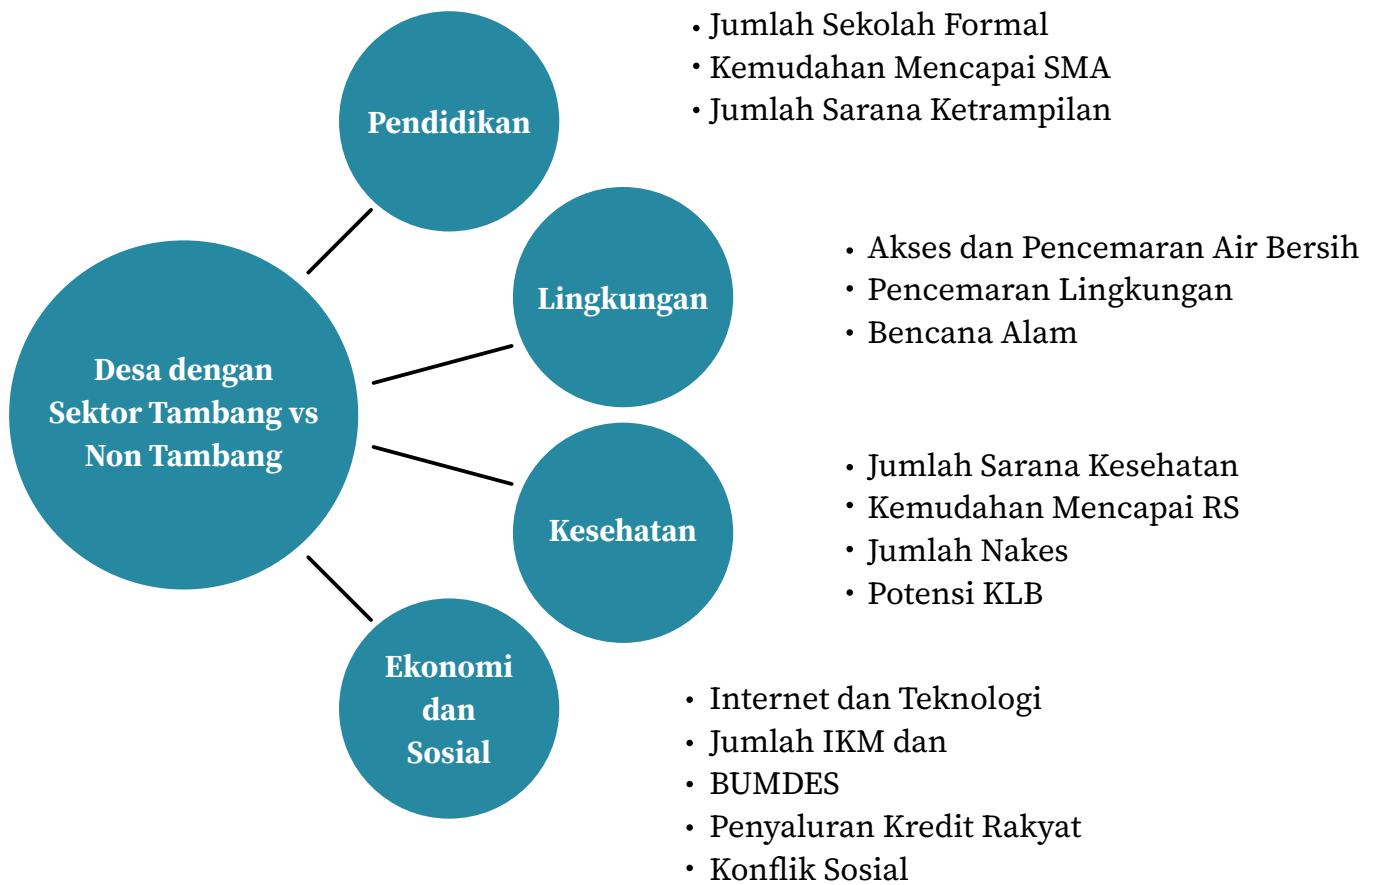 Desa dengan
Sektor Tambang vs
Non Tambang
Pendidikan
• Jumlah Sekolah Formal
• Kemudahan Mencapai SMA
• Jumlah Sarana Ketrampilan
Lingkungan
• Akses dan Pencemaran Air Bersih
• Pencemaran Lingkungan
• Bencana Alam
Kesehatan
• Jumlah Sarana Kesehatan
• Kemudahan Mencapai RS
• Jumlah Nakes
• Potensi KLB
Ekonomi
dan
Sosial
• Internet dan Teknologi
• Jumlah IKM dan
• BUMDES
• Penyaluran Kredit Rakyat
• Konflik Sosial